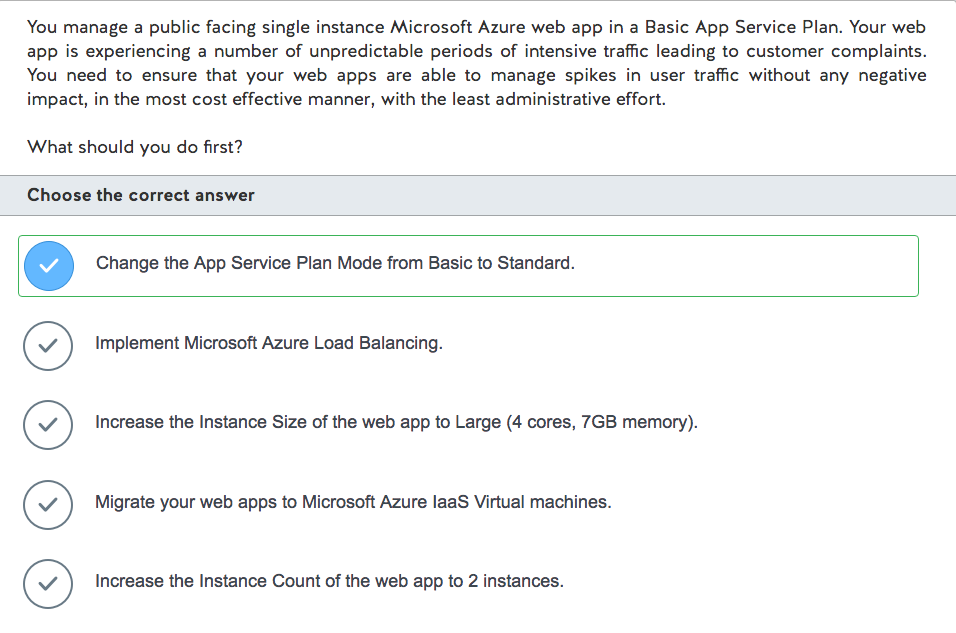 You manage a public facing single instance Microsoft Azure web app in a Basic App Service Plan. Your web
app is experiencing a number of unpredictable periods of intensive traffic leading to customer complaints.
You need to ensure that your web apps are able to manage spikes in user traffic without any negative
impact, in the most cost effective manner, with the least administrative effort.
What should you do first?
Choose the correct answer
Change the App Service Plan Mode from Basic to Standard.
Implement Microsoft Azure Load Balancing.
Increase the Instance Size of the web app to Large (4 cores, 7GB memory).
Migrate your web apps to Microsoft Azure IaaS Virtual machines.
Increase the Instance Count of the web app to 2 instances.